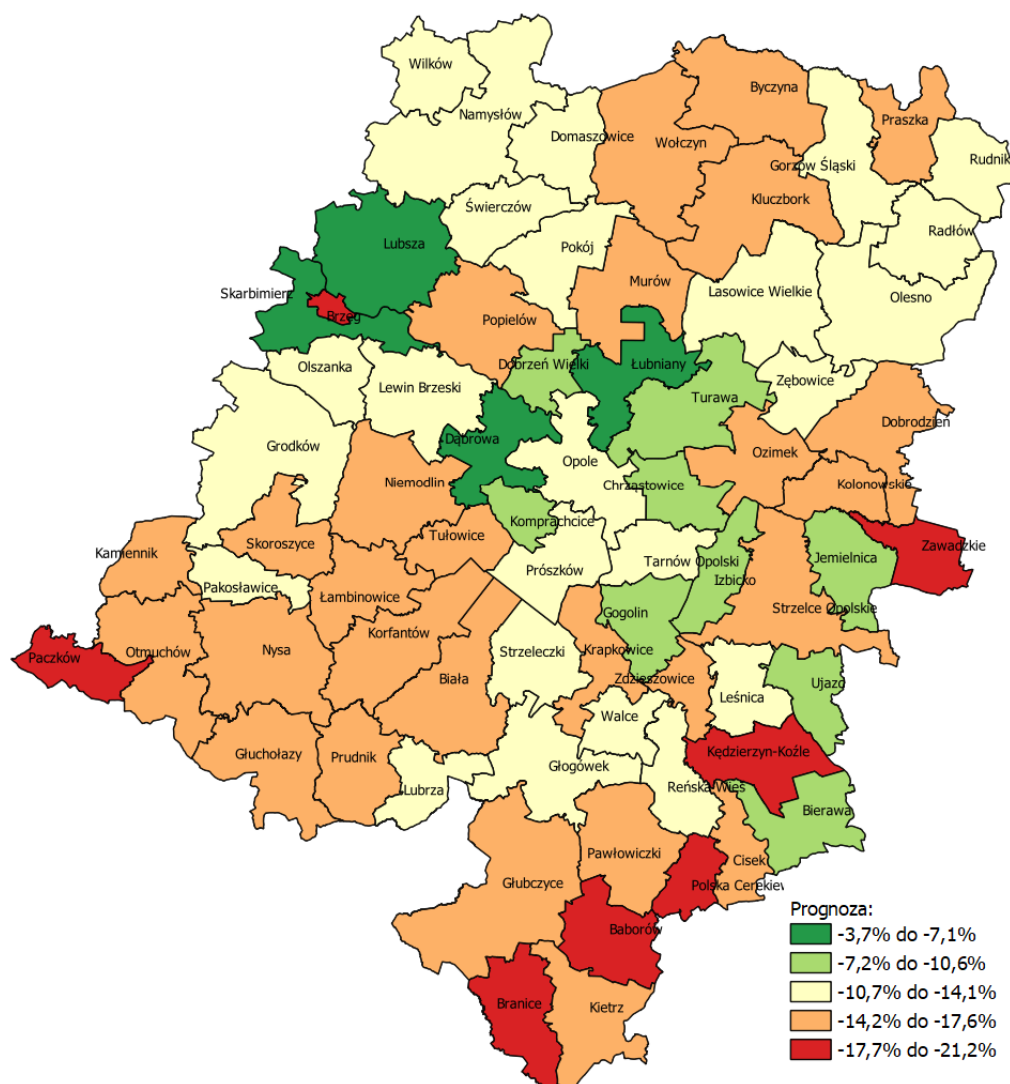 Wilków
Byczyna
Namysłów
Praszka
Domaszowice
Wołczyn
Rudnik
Gorzów Śląski
Kluczbork
Świerczów
Radłów
Lubsza
Pokój
Murów
Lasowice Wielkie
Olesno
Skarbimierz
Brzeg
Popielów
Dobrzeń Wielki
Łubniany
Olszanka
Lewin Brzeski
Zębowice
Turawa
Dobrodzień
Grodków
Dąbrowa
Opole
Ozimek
Niemodlin
Chrząstowice
Kolonowskie
Komprachcice
Tułowice
Skoroszyce
Kamiennik
Zawadzkie
Tarnów Opolski
Jemielnica
Prószków
Izbicko
Pakosławice
Łambinowice
Gogolin
Strzelce Opolskie
Korfantów
Paczków
Otmuchów
Nysa
Strzeleczki
Krapkowice
Biała
Zdzieszowice
Ujazd
Leśnica
Walce
Głuchołazy
Prudnik
Kędzierzyn-Koźle
Głogówek
Lubrza
Reńska Wieś
Bierawa
Pawłowiczki
Cisek
Głubczyce
Polska Cerekiew
Baborów
Branice
Kietrz
Prognoza:
-3,7% do -7,1%
-7,2% do -10,6%
-10,7% do -14,1%
-14,2% do -17,6%
-17,7% do -21,2%